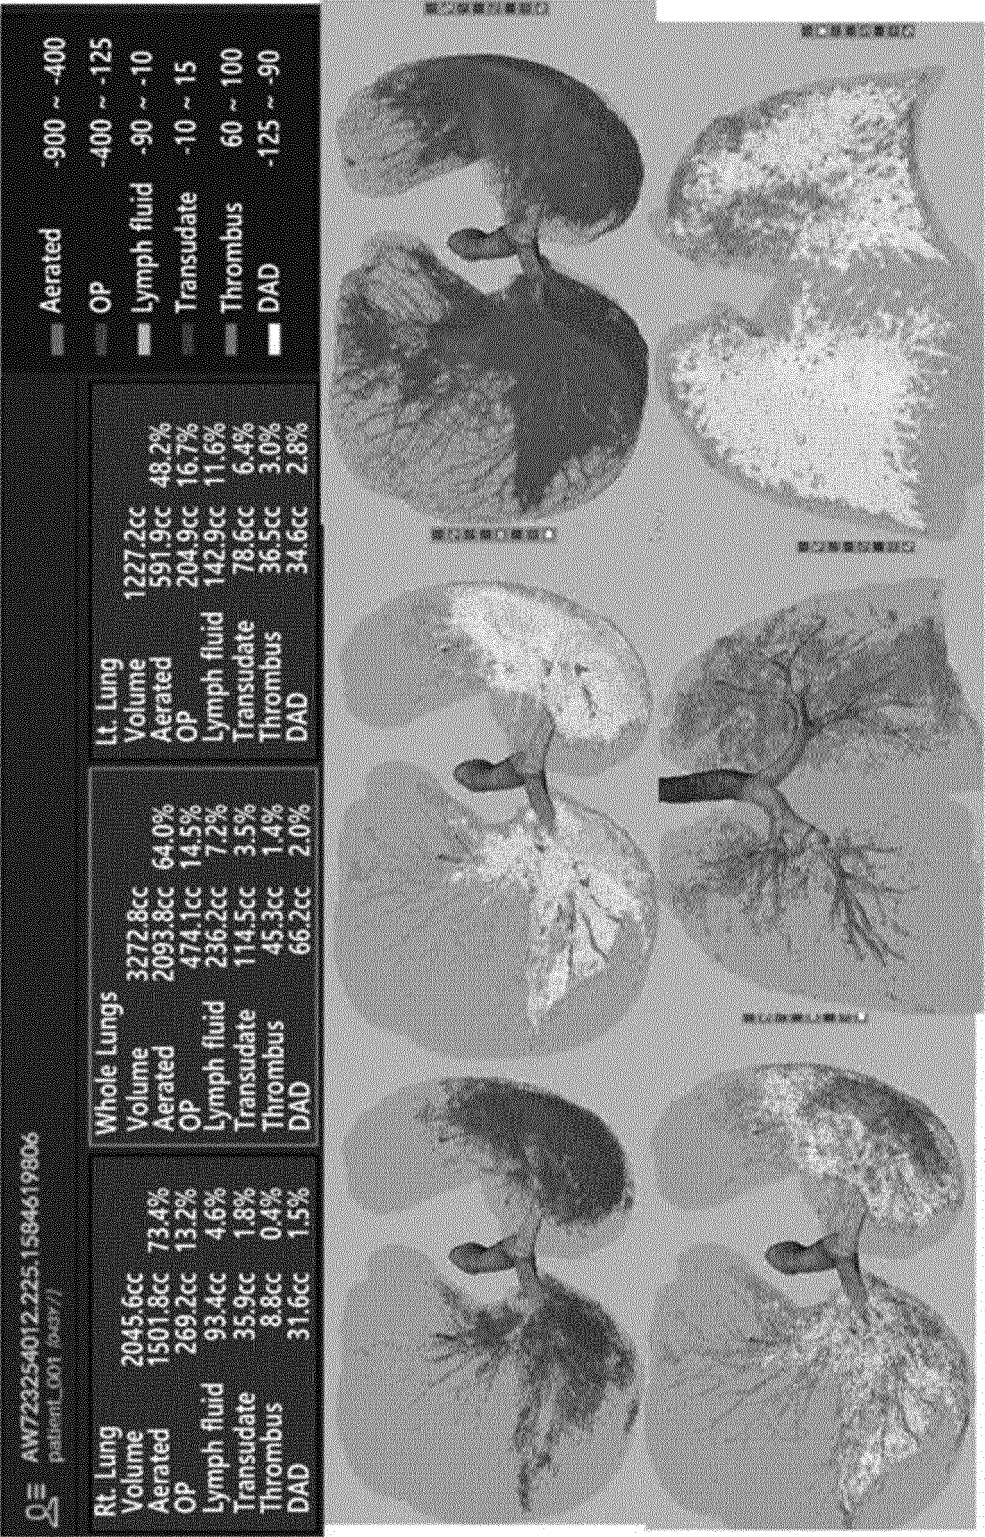 AW723254012.225.1584619806
patient_001
Rt. Lung
Volume 2045.6cc
Aerated 1501.8cc 73.4%
OP 269.2cc 13.2%
Lymph fluid 93.4cc 4.6%
Transudate 35.9cc 1.8%
Thrombus 8.8cc 0.4%
DAD 31.6cc 1.5%
Whole Lungs
Volume 3272.8cc
Aerated 2093.8cc 64.0%
OP 474.1cc 14.5%
Lymph fluid 236.2cc 7.2%
Transudate 114.5cc 3.5%
Thrombus 45.3cc 1.4%
DAD 66.2cc 2.0%
Lt. Lung
Volume 1227.2cc
Aerated 591.9cc 48.2%
OP 204.9cc 16.7%
Lymph fluid 142.9cc 11.6%
Transudate 78.6cc 6.4%
Thrombus 36.5cc 3.0%
DAD 34.6cc 2.8%
Aerated -900 ~ -400
OP -400 ~ -125
Lymph fluid -90 ~ -10
Transudate -10 ~ 15
Thrombus 60 ~ 100
DAD -125 ~ -90